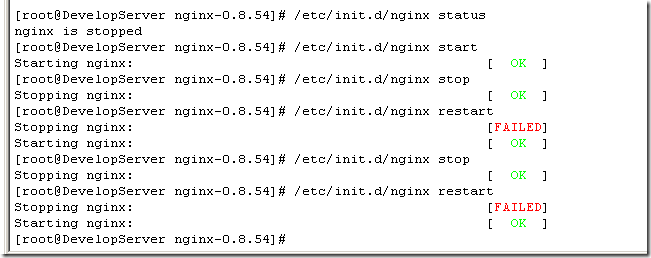 [root@DevelopServer nginx-0.8.54]# /etc/init.d/nginx status
nginx is stopped
[root@DevelopServer nginx-0.8.54]# /etc/init.d/nginx start
Starting nginx:                                            [  OK  ]
[root@DevelopServer nginx-0.8.54]# /etc/init.d/nginx stop
Stopping nginx:                                            [  OK  ]
[root@DevelopServer nginx-0.8.54]# /etc/init.d/nginx restart
Stopping nginx:                                            [FAILED]
Starting nginx:                                            [  OK  ]
[root@DevelopServer nginx-0.8.54]# /etc/init.d/nginx stop
Stopping nginx:                                            [  OK  ]
[root@DevelopServer nginx-0.8.54]# /etc/init.d/nginx restart
Stopping nginx:                                            [FAILED]
Starting nginx:                                            [  OK  ]
[root@DevelopServer nginx-0.8.54]#